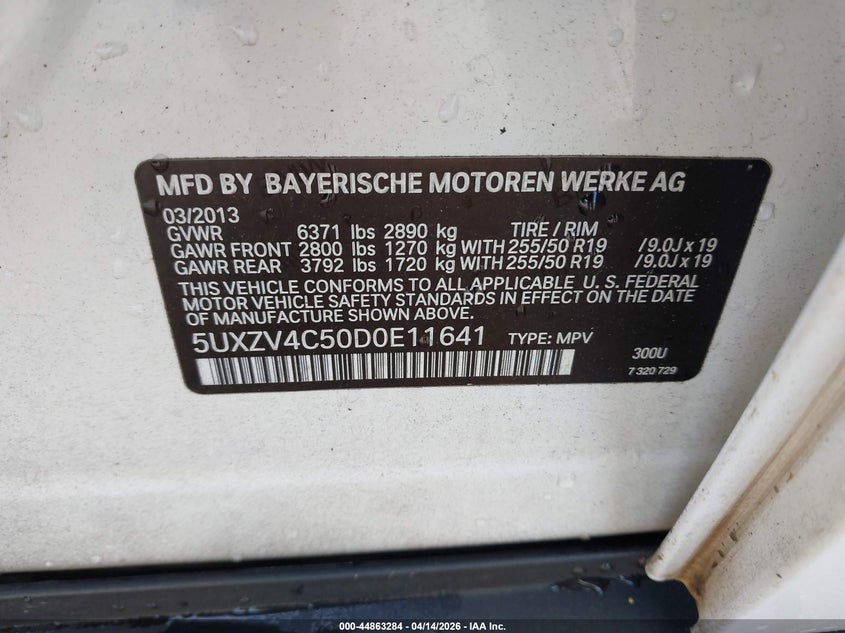 MFD BY BAYERISCHE MOTOREN WERKE AG
03/2013
GVWR 6371 lbs 2890 kg TIRE / RIM
GAWR FRONT 2800 lbs 1270 kg WITH 255/50 R19 /9.0J x 19
GAWR REAR 3792 lbs 1720 kg WITH 255/50 R19 /9.0J x 19
THIS VEHICLE CONFORMS TO ALL APPLICABLE U. S. FEDERAL
MOTOR VEHICLE SAFETY STANDARDS IN EFFECT ON THE DATE
OF MANUFACTURE SHOWN ABOVE.
5UXZV4C50D0E11641 TYPE: MPV
300U
7 320 729
000-44863284 - 04/14/2026 - IAA Inc.